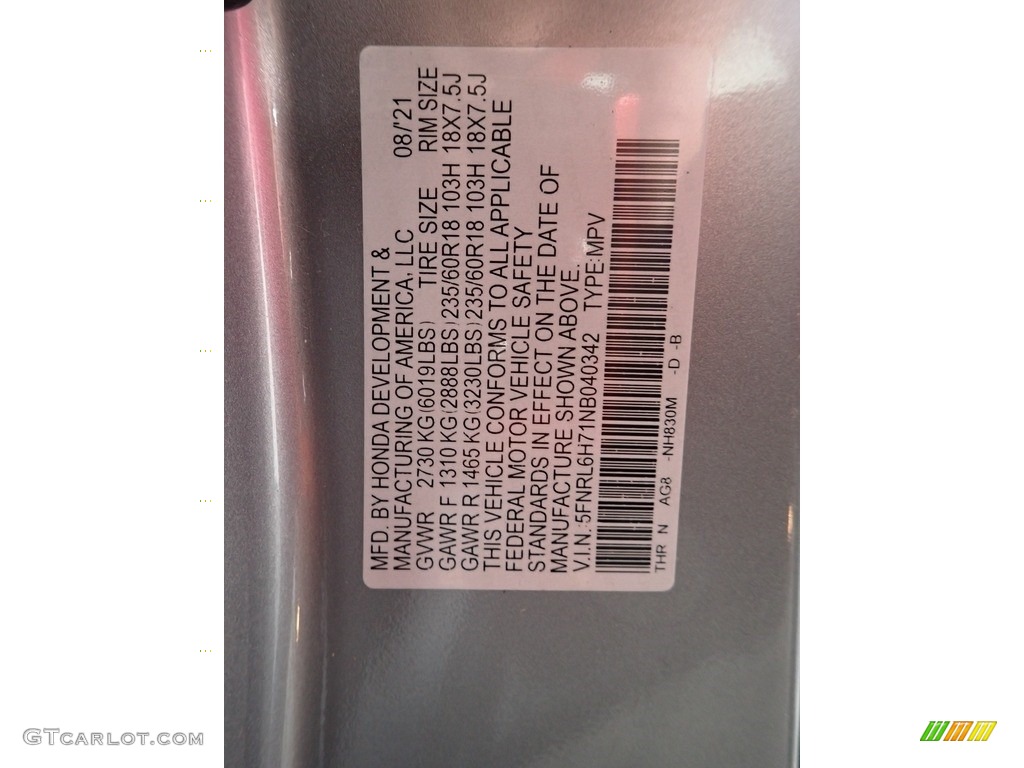 MFD. BY HONDA DEVELOPMENT &
MANUFACTURING OF AMERICA, LLC 08/'21
GVWR 2730 KG(6019LBS) TIRE SIZE RIM SIZE
GAWR F 1310 KG(2888LBS)235/60R18 103H 18X7.5J
GAWR R 1465 KG(3230LBS)235/60R18 103H 18X7.5J
THIS VEHICLE CONFORMS TO ALL APPLICABLE
FEDERAL MOTOR VEHICLE SAFETY
STANDARDS IN EFFECT ON THE DATE OF
MANUFACTURE SHOWN ABOVE.
V.I.N.:5FNRL6H71NB040342 TYPE:MPV
THR N AG8 -NH830M -D -B
GTCARLOT.COM